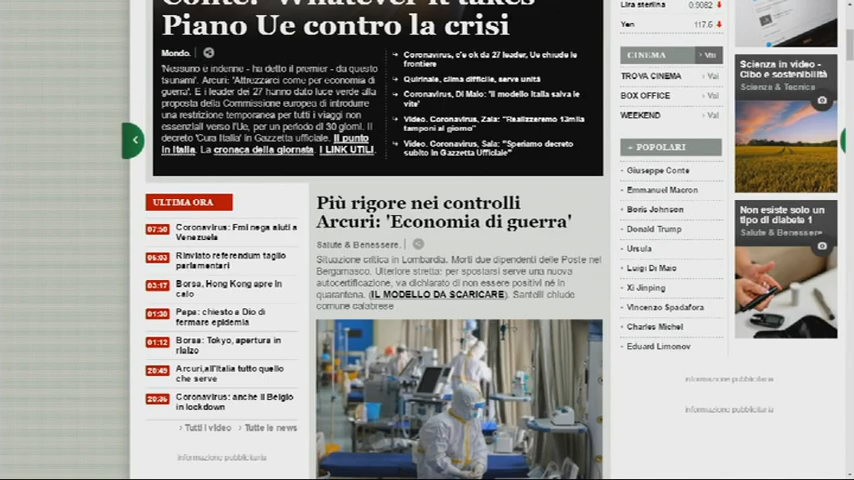 Conte: 'Whatever it takes'
Piano Ue contro la crisi
Mondo.
'Nessuno è indenne - ha detto il premier - da questo
tsunami'. Arcuri: 'Attrezzarci come per economia di
guerra'. E i leader dei 27 hanno dato luce verde alla
proposta della Commissione europea di introdurre
una restrizione temporanea per tutti i viaggi non
essenziali verso l'Ue, per un periodo di 30 giorni. Il
decreto 'Cura Italia' in Gazzetta ufficiale. Il punto
in Italia. La cronaca della giornata. I LINK UTILI.
Coronavirus, c'è ok da 27 leader, Ue chiude le
frontiere
Quirinale, clima difficile, serve unità
Coronavirus, Di Maio: "Il modello Italia salva le
vite"
Video. Coronavirus, Zaia: "Realizzeremo 13mila
tamponi al giorno"
Video. Coronavirus, Sala: "Speriamo decreto
subito in Gazzetta Ufficiale"
ULTIMA ORA
07:50 Coronavirus: Fmi nega aiuti a
Venezuela
Rinviato referendum taglio
parlamentari
03:17 Borsa, Hong Kong apre in
calo
01:30 Papa: chiesto a Dio di
fermare epidemia
01:12 Borsa: Tokyo, apertura in
rialzo
20:49 Arcuri,all'Italia tutto quello
che serve
20:36 Coronavirus: anche il Belgio
in lockdown
› Tutti i video › Tutte le news
informazione pubblicitaria
Più rigore nei controlli
Arcuri: 'Economia di guerra'
Salute & Benessere.
Situazione critica in Lombardia. Morti due dipendenti delle Poste nel
Bergamasco. Ulteriore stretta: per spostarsi serve una nuova
autocertificazione, va dichiarato di non essere positivi né in
quarantena. (IL MODELLO DA SCARICARE). Santelli chiude
comune calabrese
Lira sterlina 0.9082
Yen 117.6
CINEMA › Vai
TROVA CINEMA › Vai
BOX OFFICE › Vai
WEEKEND › Vai
+ POPOLARI
› Giuseppe Conte
› Emmanuel Macron
› Boris Johnson
› Donald Trump
› Ursula
› Luigi Di Maio
› Xi Jinping
› Vincenzo Spadafora
› Charles Michel
› Eduard Limonov
informazione pubblicitaria
informazione pubblicitaria
Scienza in video -
Cibo e sostenibilità
Scienza & Tecnica
Non esiste solo un
tipo di diabete 1
Salute & Benessere